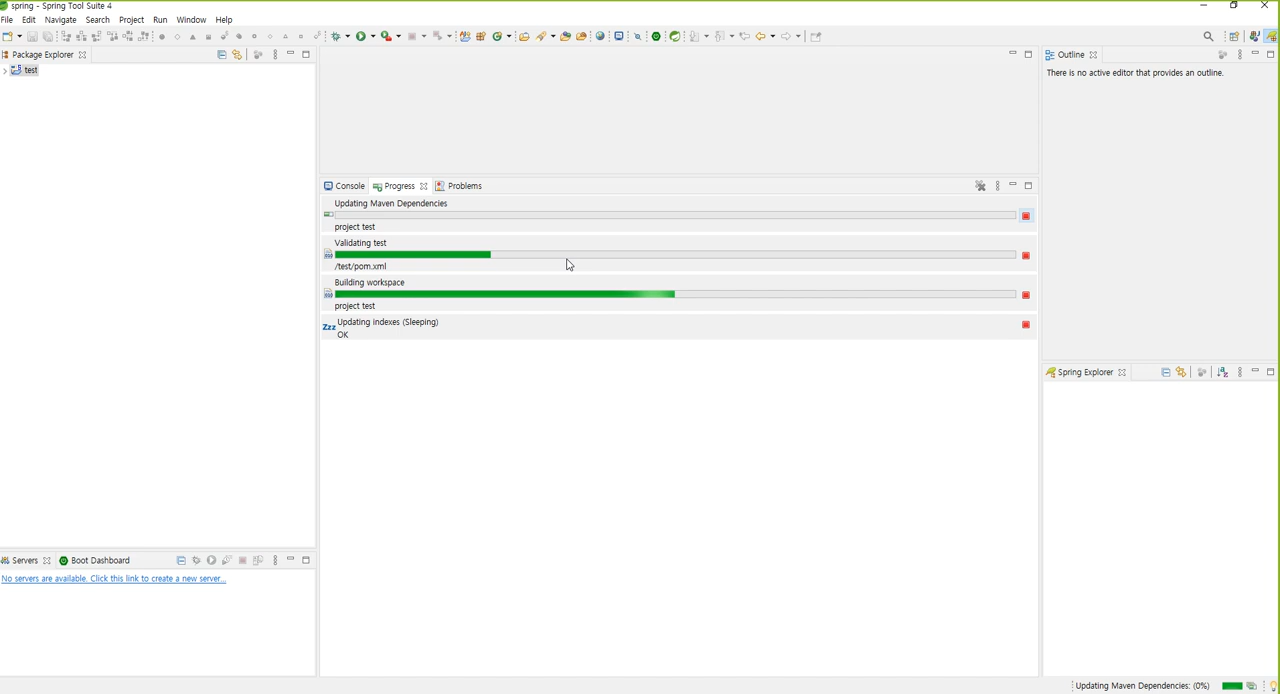 spring - Spring Tool Suite 4
File Edit Navigate Search Project Run Window Help
Package Explorer
test
Outline
There is no active editor that provides an outline.
Console Progress Problems
Updating Maven Dependencies
project test
Validating test
/test/pom.xml
Building workspace
project test
Zzz Updating indexes (Sleeping)
OK
Spring Explorer
Servers Boot Dashboard
No servers are available. Click this link to create a new server...
Updating Maven Dependencies: (0%)